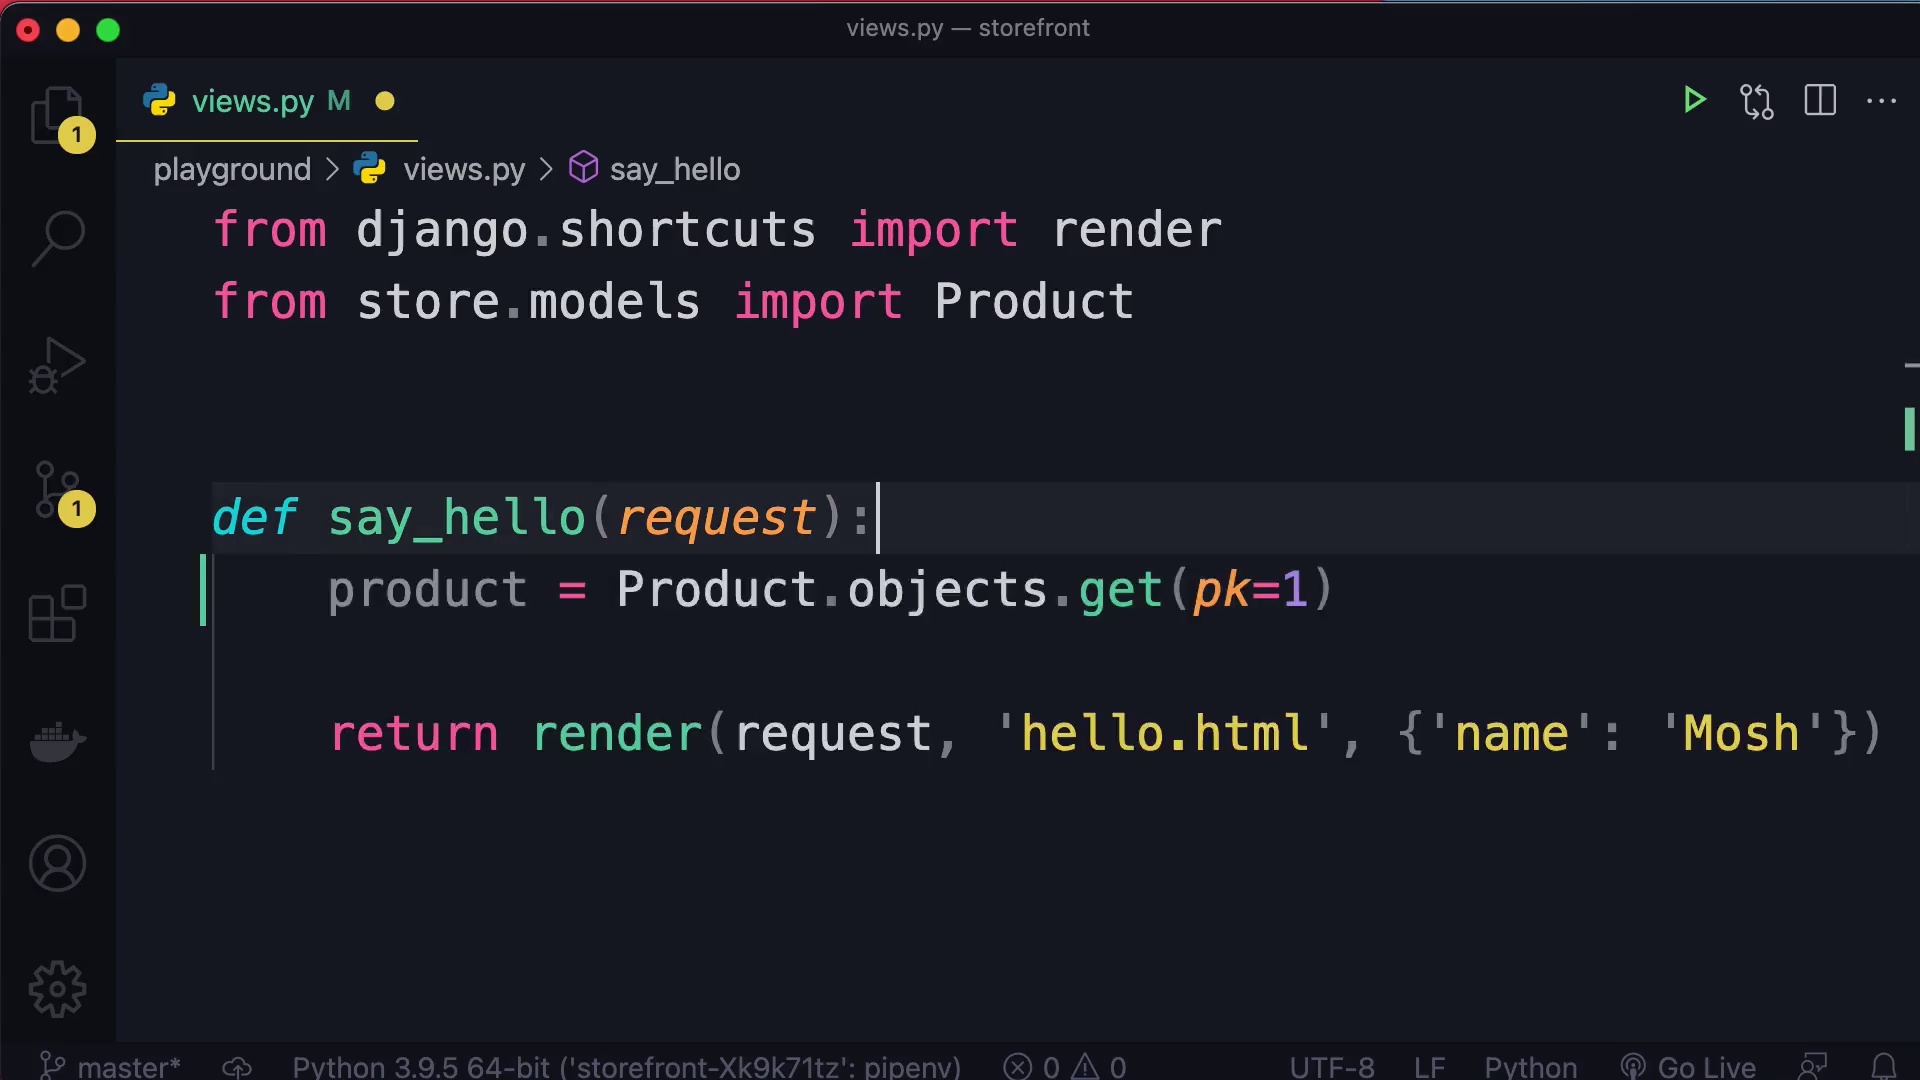 views.py — storefront
views.py M
1
playground > views.py > say_hello
from django.shortcuts import render
from store.models import Product
def say_hello(request):
1
product = Product.objects.get(pk=1)
return render(request, 'hello.html', {'name': 'Mosh'})
master* Python 3.9.5 64-bit ('storefront-Xk9k71tz': pipenv) 0 0 UTF-8 LF Python Go Live